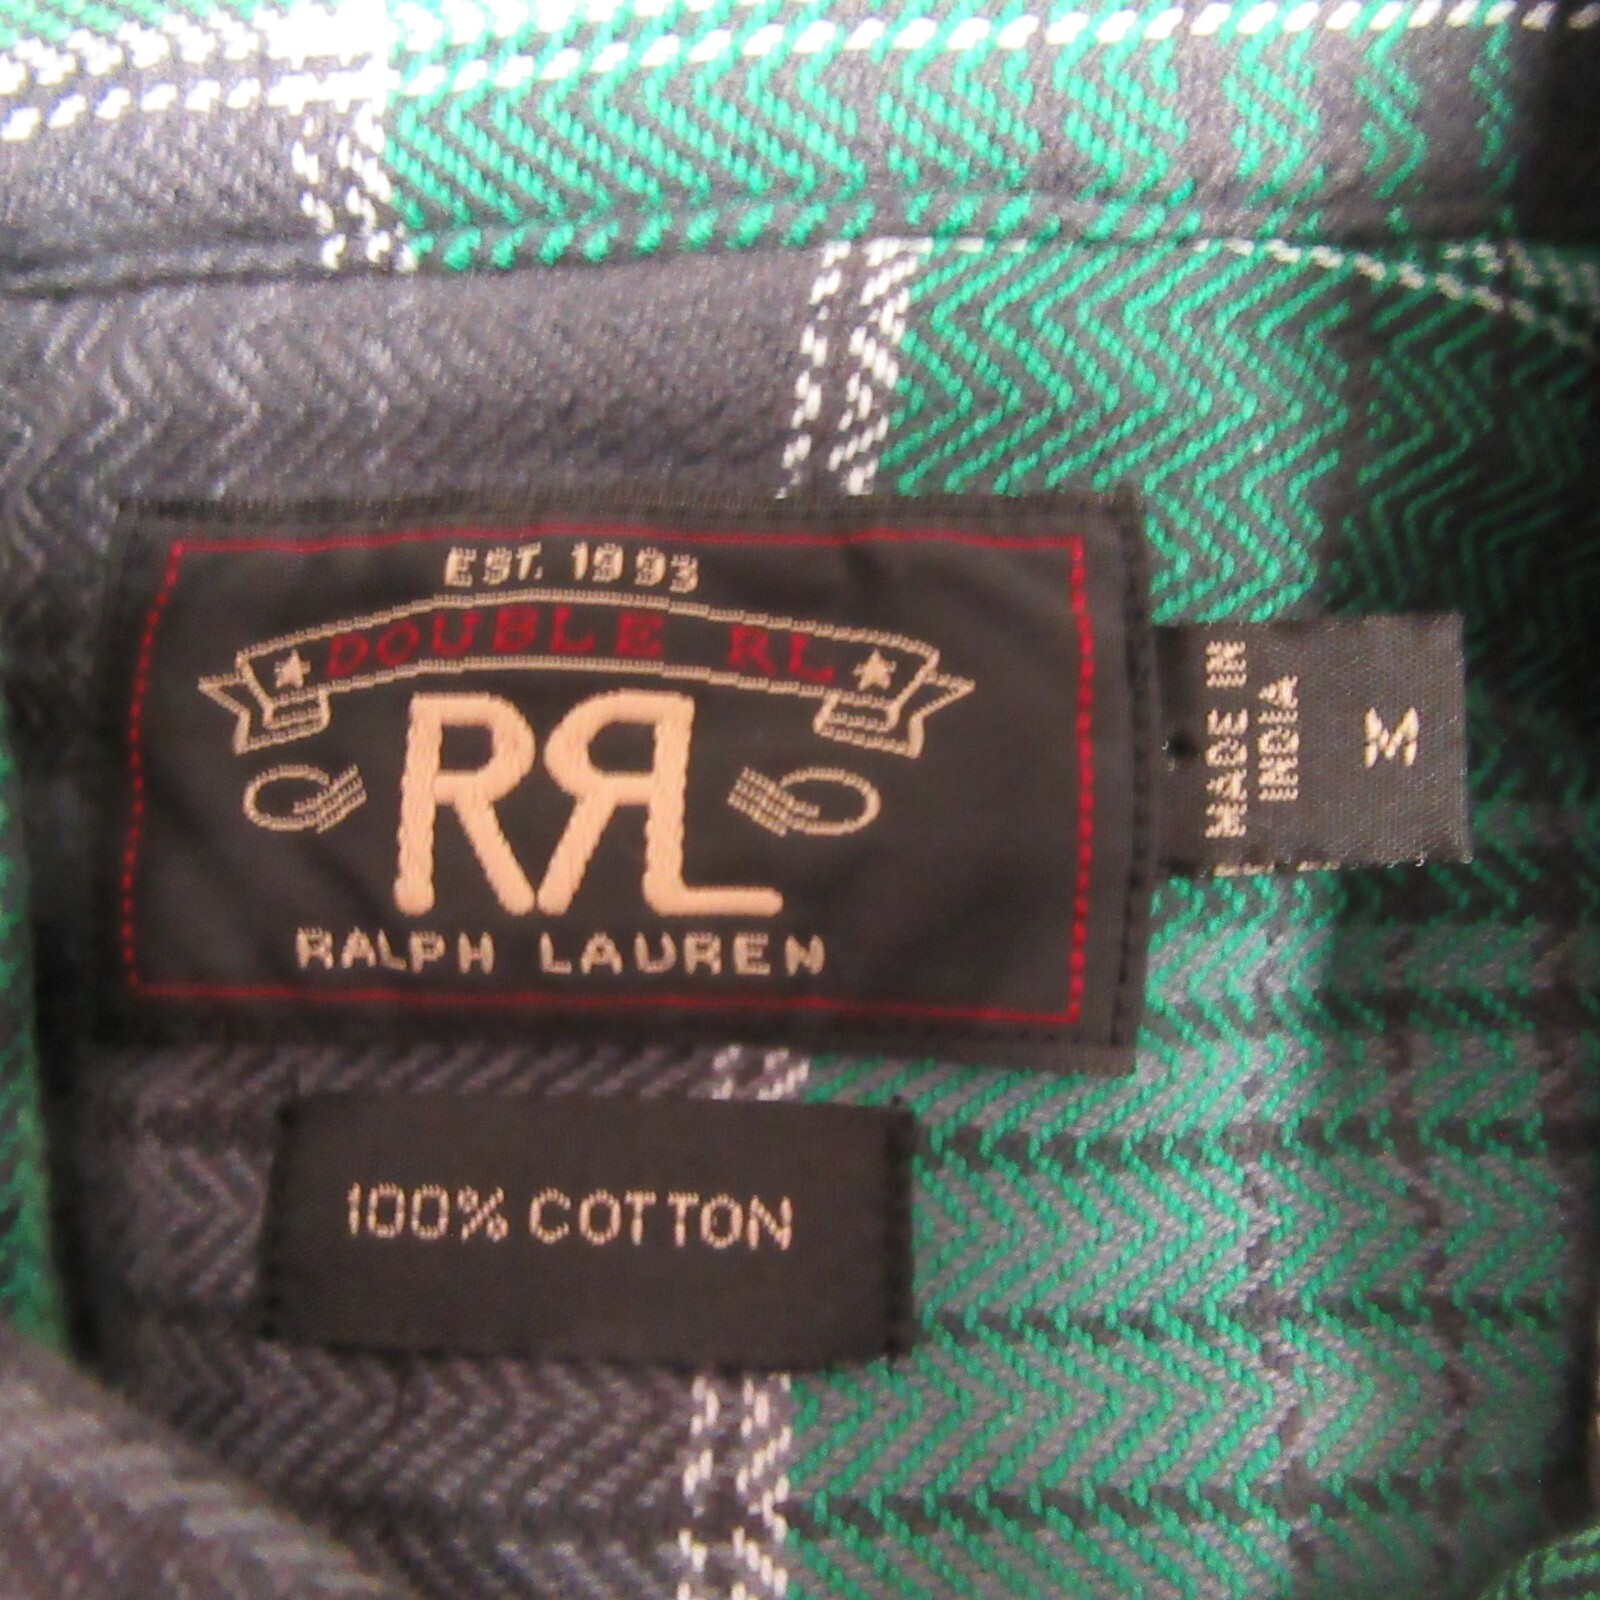 EST. 1993
DOUBLE RL
RRL
RALPH LAUREN
MADE IN
INDIA
M
100% COTTON